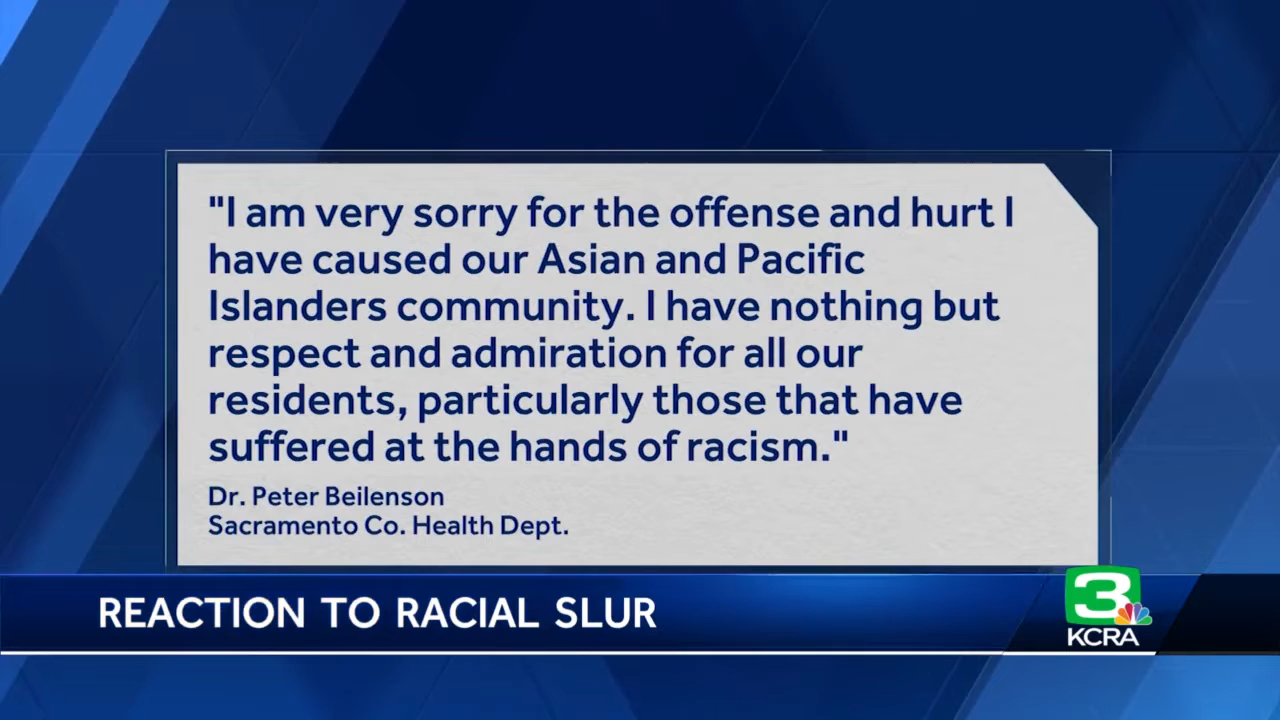 "I am very sorry for the offense and hurt I
have caused our Asian and Pacific
Islanders community. I have nothing but
respect and admiration for all our
residents, particularly those that have
suffered at the hands of racism."
Dr. Peter Beilenson
Sacramento Co. Health Dept.
REACTION TO RACIAL SLUR
3
KCRA